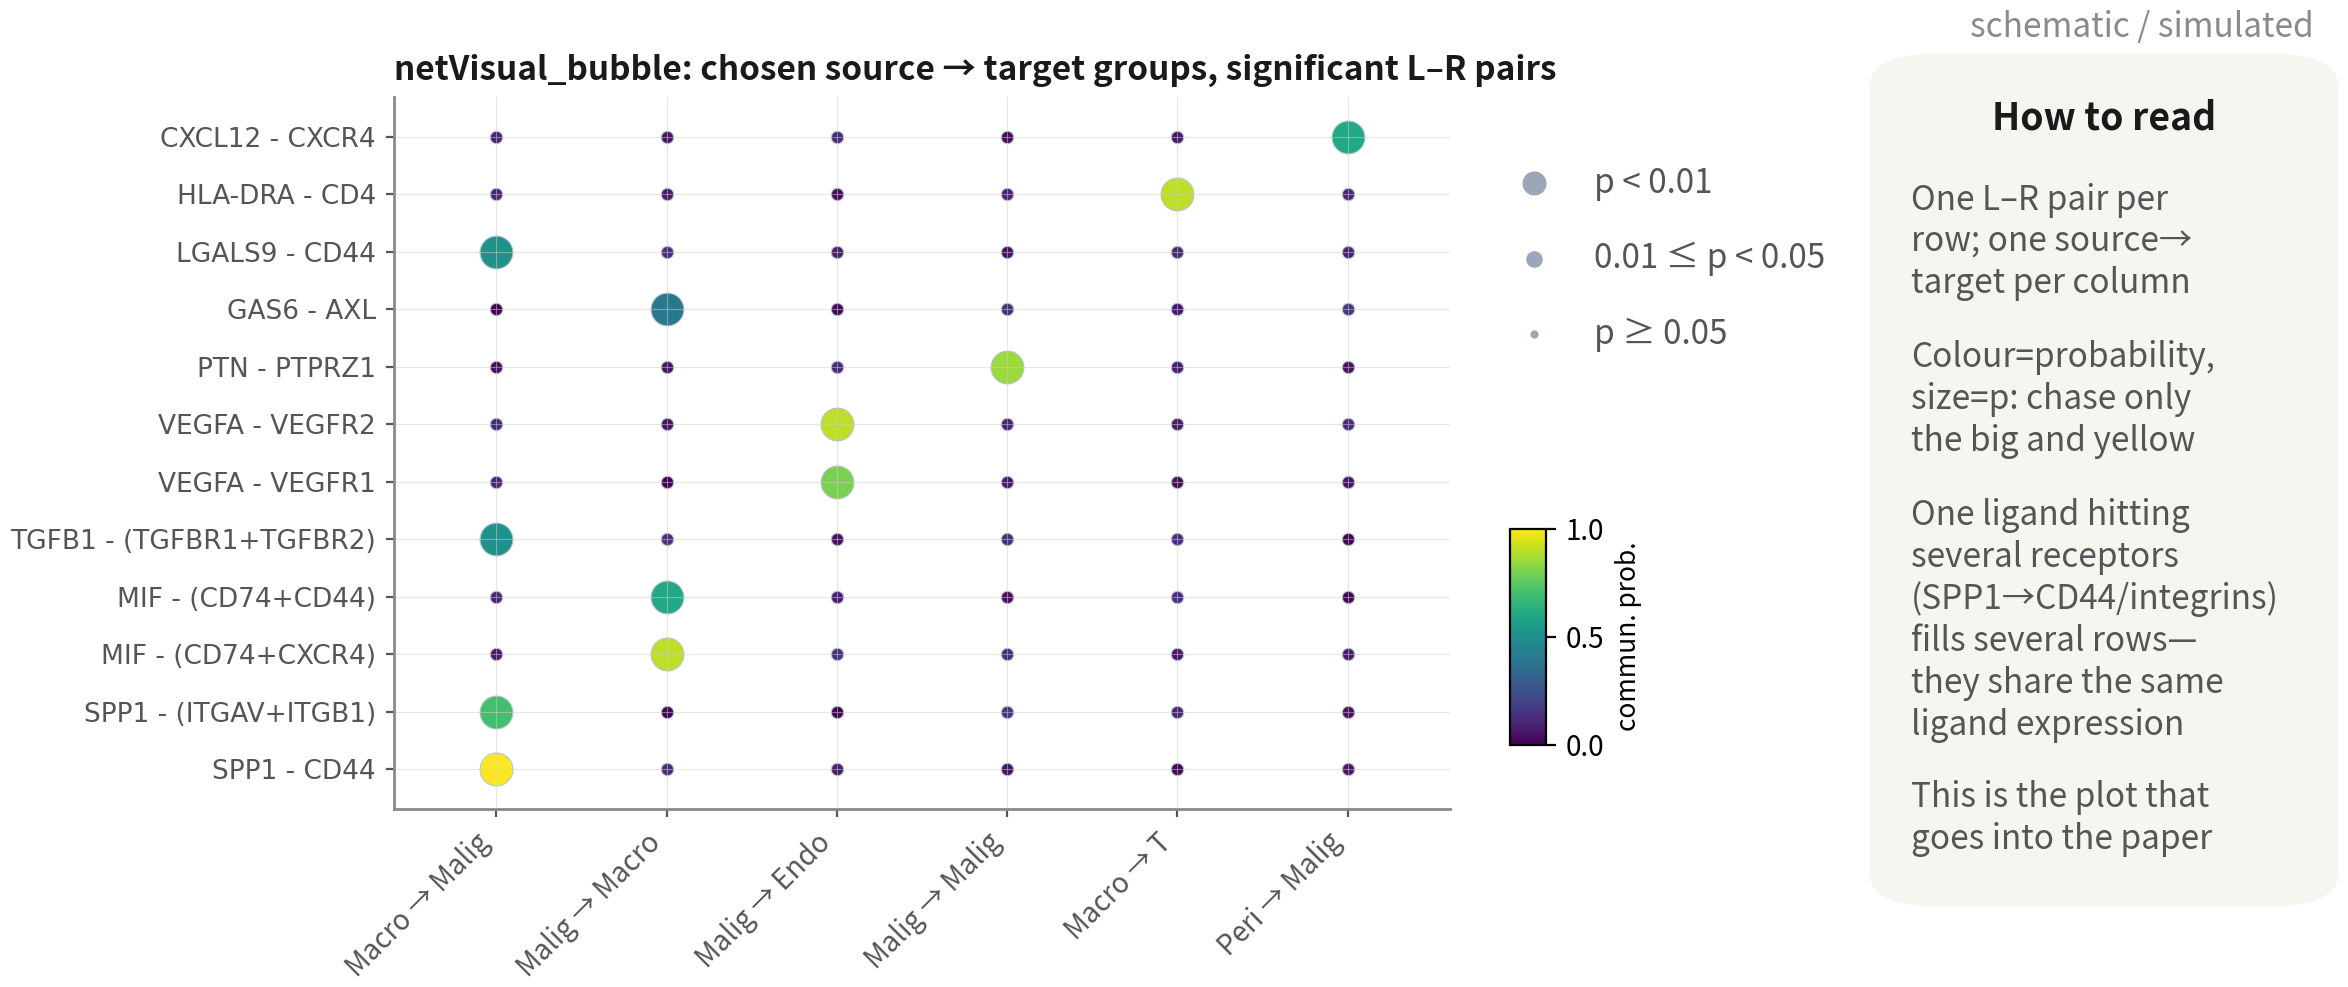 schematic / simulated
netVisual_bubble: chosen source → target groups, significant L–R pairs
CXCL12 - CXCR4
HLA-DRA - CD4
LGALS9 - CD44
GAS6 - AXL
PTN - PTPRZ1
VEGFA - VEGFR2
VEGFA - VEGFR1
TGFB1 - (TGFBR1+TGFBR2)
MIF - (CD74+CD44)
MIF - (CD74+CXCR4)
SPP1 - (ITGAV+ITGB1)
SPP1 - CD44
Macro → Malig
Malig → Macro
Malig → Endo
Malig → Malig
Macro → T
Peri → Malig
p < 0.01
0.01 ≤ p < 0.05
p ≥ 0.05
1.0
0.5
0.0
commun. prob.
How to read
One L–R pair per
row; one source→
target per column
Colour=probability,
size=p: chase only
the big and yellow
One ligand hitting
several receptors
(SPP1→CD44/integrins)
fills several rows—
they share the same
ligand expression
This is the plot that
goes into the paper